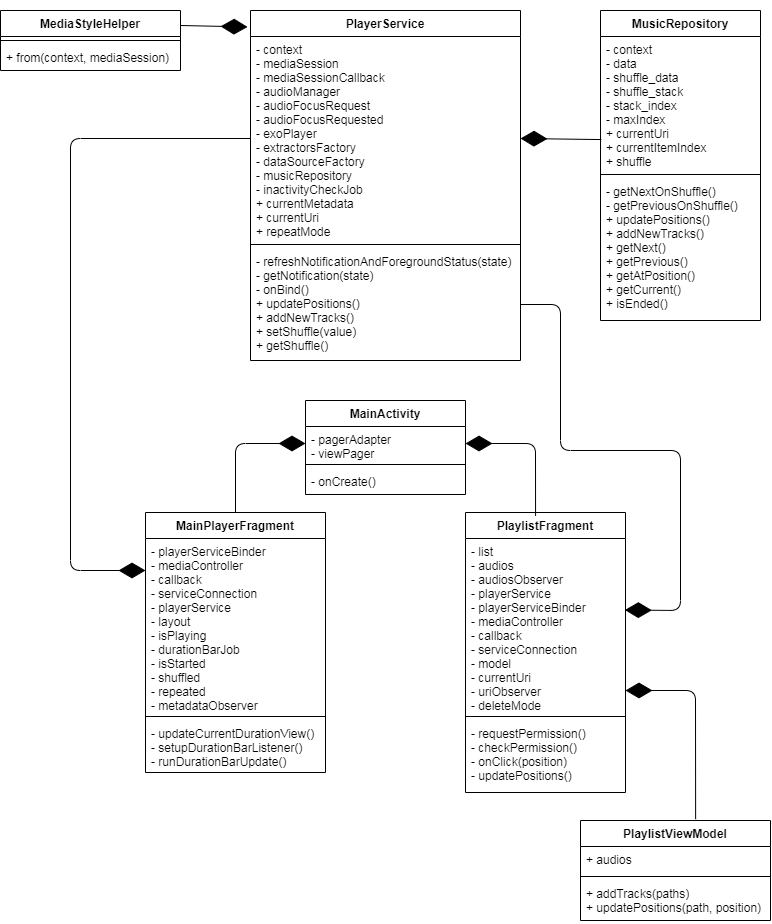 MediaStyleHelper
+ from(context, mediaSession)
PlayerService
- context
- mediaSession
- mediaSessionCallback
- audioManager
- audioFocusRequest
- audioFocusRequested
- exoPlayer
- extractorsFactory
- dataSourceFactory
- musicRepository
- inactivityCheckJob
+ currentMetadata
+ currentUri
+ repeatMode
- refreshNotificationAndForegroundStatus(state)
- getNotification(state)
- onBind()
+ updatePositions()
+ addNewTracks()
+ setShuffle(value)
+ getShuffle()
MusicRepository
- context
- data
- shuffle_data
- shuffle_stack
- stack_index
- maxIndex
+ currentUri
+ currentItemIndex
+ shuffle
- getNextOnShuffle()
- getPreviousOnShuffle()
+ updatePositions()
+ addNewTracks()
+ getNext()
+ getPrevious()
+ getAtPosition()
+ getCurrent()
+ isEnded()
MainActivity
- pagerAdapter
- viewPager
- onCreate()
MainPlayerFragment
- playerServiceBinder
- mediaController
- callback
- serviceConnection
- playerService
- layout
- isPlaying
- durationBarJob
- isStarted
- shuffled
- repeated
- metadataObserver
- updateCurrentDurationView()
- setupDurationBarListener()
- runDurationBarUpdate()
PlaylistFragment
- list
- audios
- audiosObserver
- playerService
- playerServiceBinder
- mediaController
- callback
- serviceConnection
- model
- currentUri
- uriObserver
- deleteMode
- requestPermission()
- checkPermission()
- onClick(position)
- updatePositions()
PlaylistViewModel
+ audios
+ addTracks(paths)
+ updatePositions(path, position)